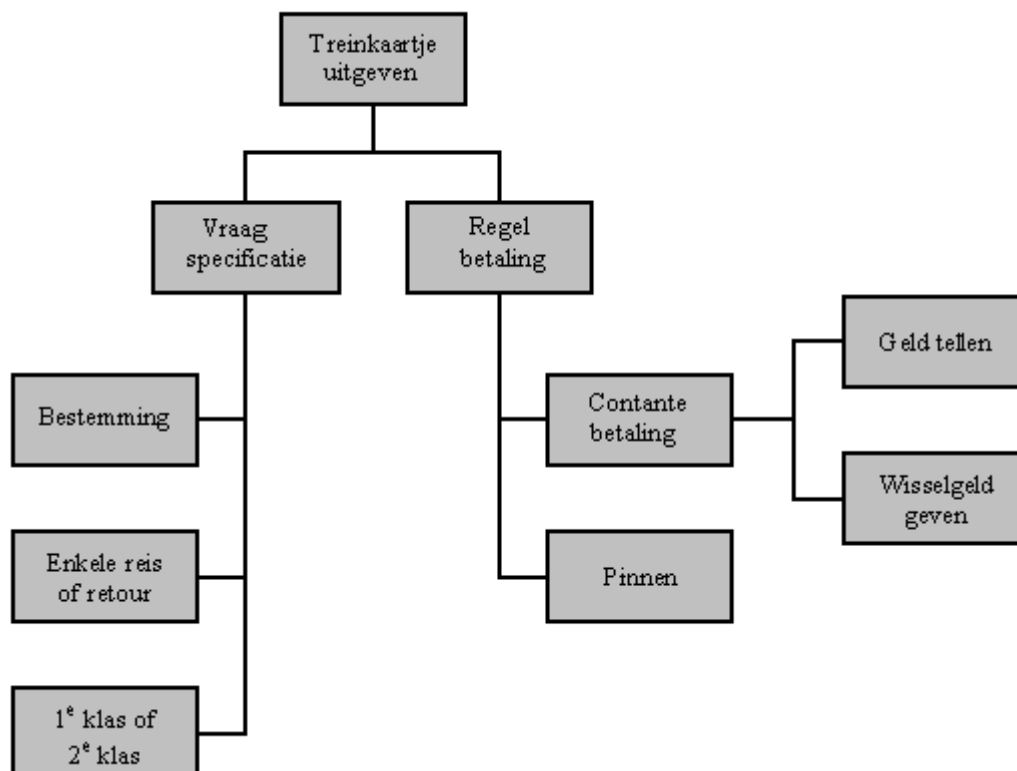 Treinkaartje
uitgeven
Vraag
specificatie
Regel
betaling
Geld tellen
Bestemming
Contante
betaling
Wisselgeld
geven
Enkele reis
of retour
Pinnen
1e klas of
2e klas